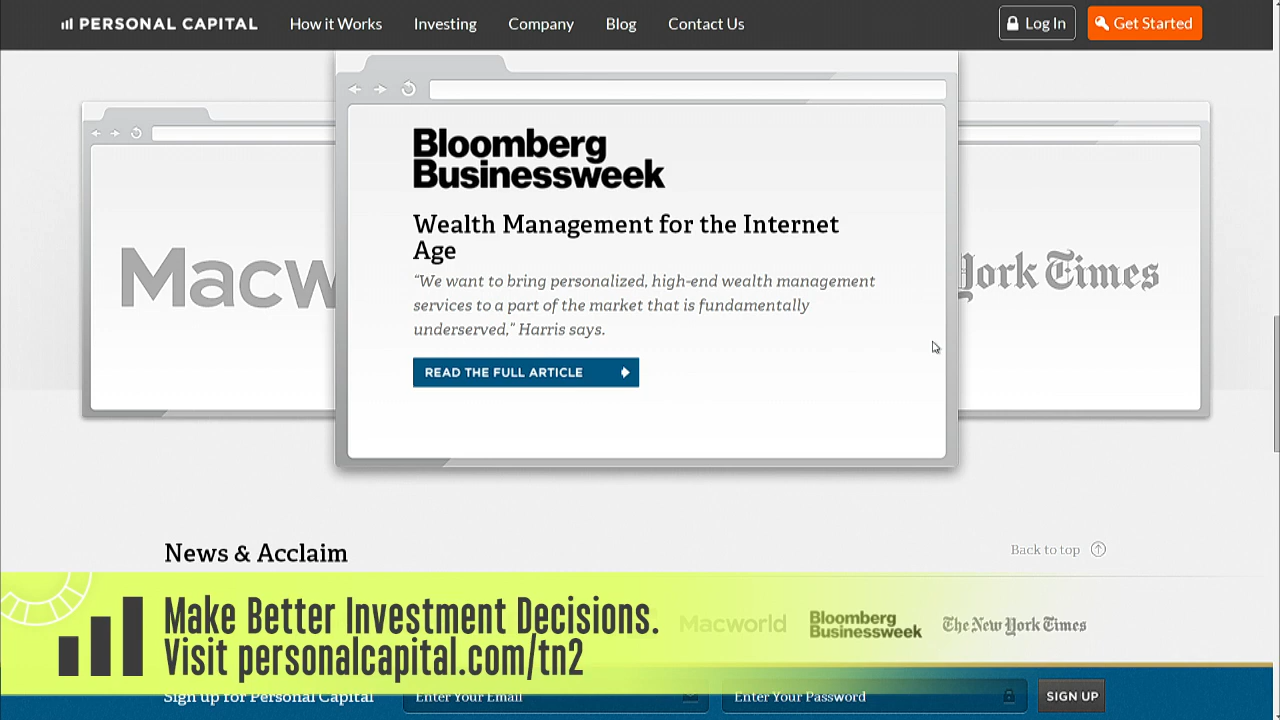 PERSONAL CAPITAL How it Works Investing Company Blog Contact Us Log In Get Started
Macw
Bloomberg
Businessweek
Wealth Management for the Internet
Age
"We want to bring personalized, high-end wealth management
services to a part of the market that is fundamentally
underserved," Harris says.
READ THE FULL ARTICLE
York Times
News & Acclaim
Back to top
Make Better Investment Decisions.
Visit personalcapital.com/tn2
Macworld
Bloomberg
Businessweek
The New York Times
Sign up for Personal Capital Enter Your Email Enter Your Password SIGN UP